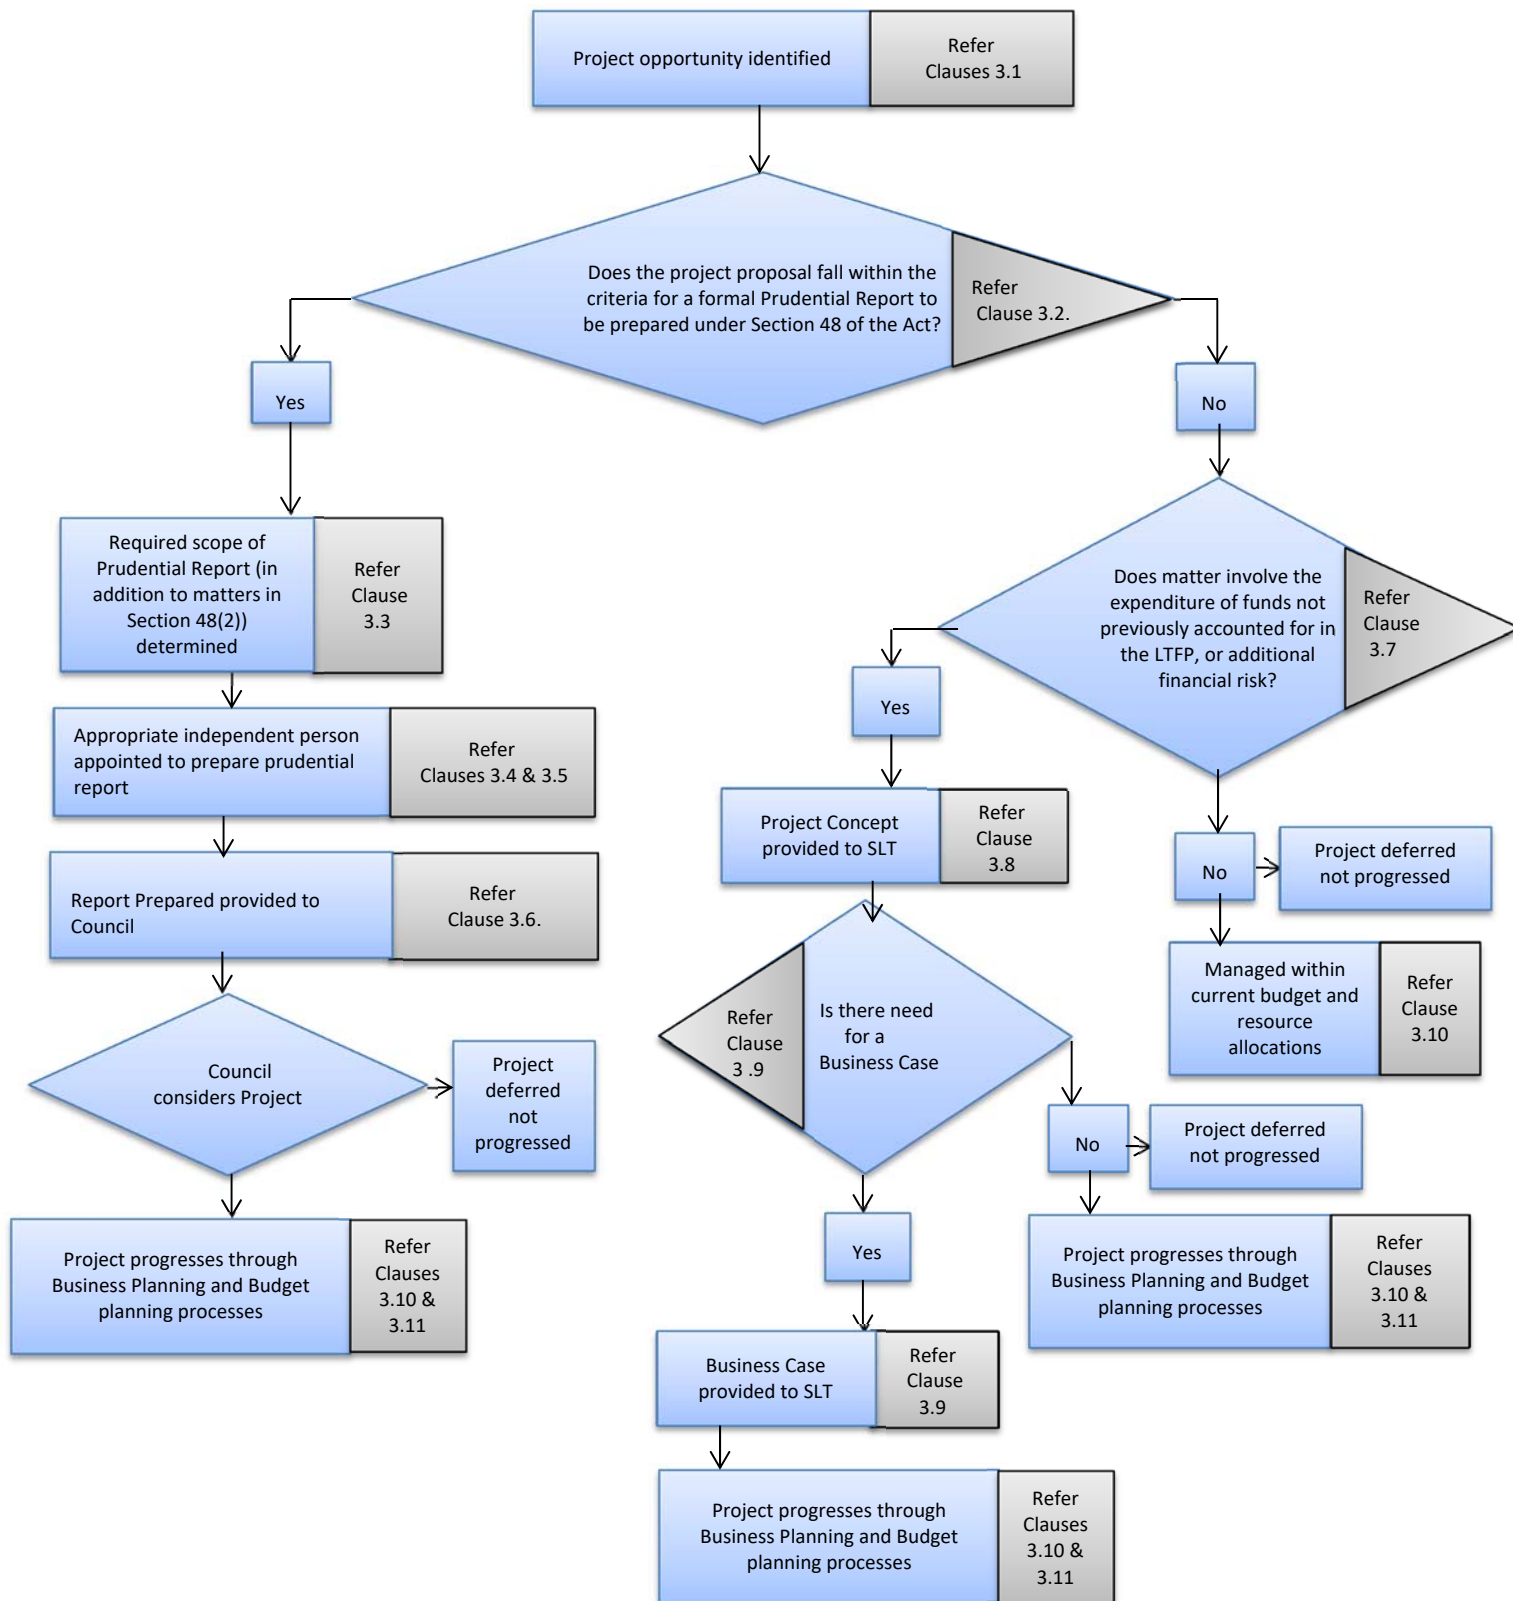 Project opportunity identified
Refer
Clauses 3.1
Does the project proposal fall within the
criteria for a formal Prudential Report to
be prepared under Section 48 of the Act?
Refer
Clause 3.2.
Yes
No
Required scope of
Prudential Report (in
addition to matters in
Section 48(2))
determined
Refer
Clause
3.3
Does matter involve the
expenditure of funds not
previously accounted for in
the LTFP, or additional
financial risk?
Refer
Clause
3.7
Appropriate independent person
appointed to prepare prudential
report
Refer
Clauses 3.4 & 3.5
Yes
Project Concept
provided to SLT
Refer
Clause
3.8
No
Project deferred
not progressed
Report Prepared provided to
Council
Refer
Clause 3.6.
Managed within
current budget and
resource
allocations
Refer
Clause
3.10
Refer
Clause
3 .9
Is there need
for a
Business Case
Council
considers Project
Project
deferred
not
progressed
No
Project deferred
not progressed
Project progresses through
Business Planning and Budget
planning processes
Refer
Clauses
3.10 &
3.11
Yes
Project progresses through
Business Planning and Budget
planning processes
Refer
Clauses
3.10 &
3.11
Business Case
provided to SLT
Refer
Clause
3.9
Project progresses through
Business Planning and Budget
planning processes
Refer
Clauses
3.10 &
3.11